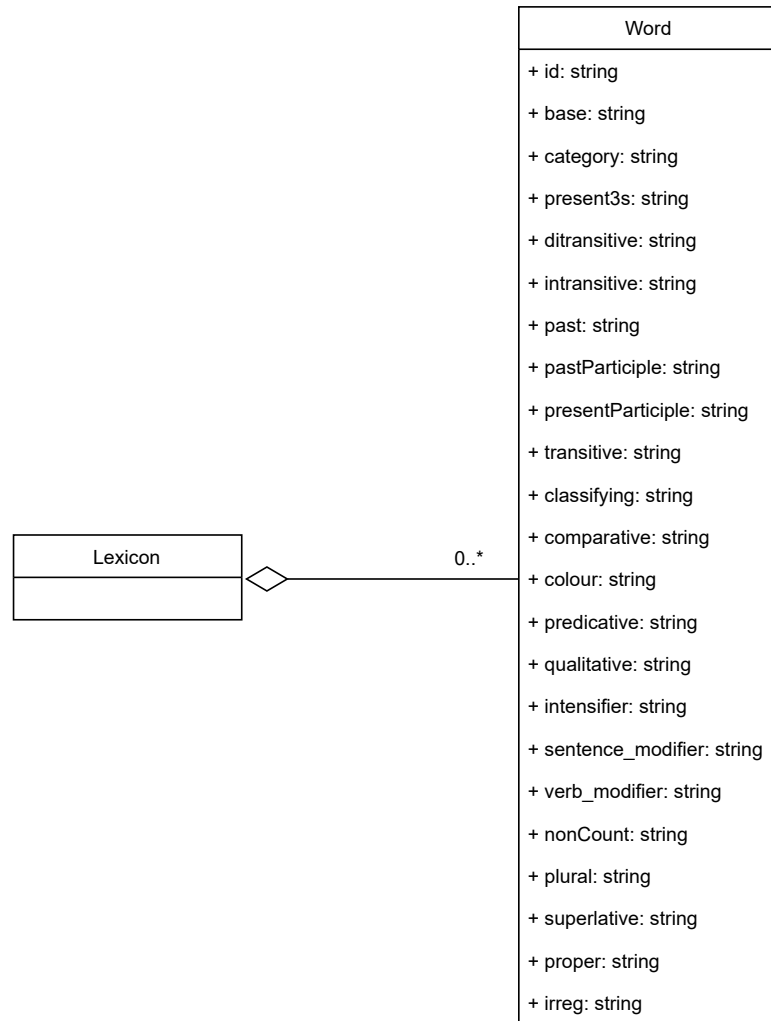 Word
+ id: string
+ base: string
+ category: string
+ present3s: string
+ ditransitive: string
+ intransitive: string
+ past: string
+ pastParticiple: string
+ presentParticiple: string
+ transitive: string
+ classifying: string
+ comparative: string
+ colour: string
+ predicative: string
+ qualitative: string
+ intensifier: string
+ sentence_modifier: string
+ verb_modifier: string
+ nonCount: string
+ plural: string
+ superlative: string
+ proper: string
+ irreg: string
Lexicon
0..*